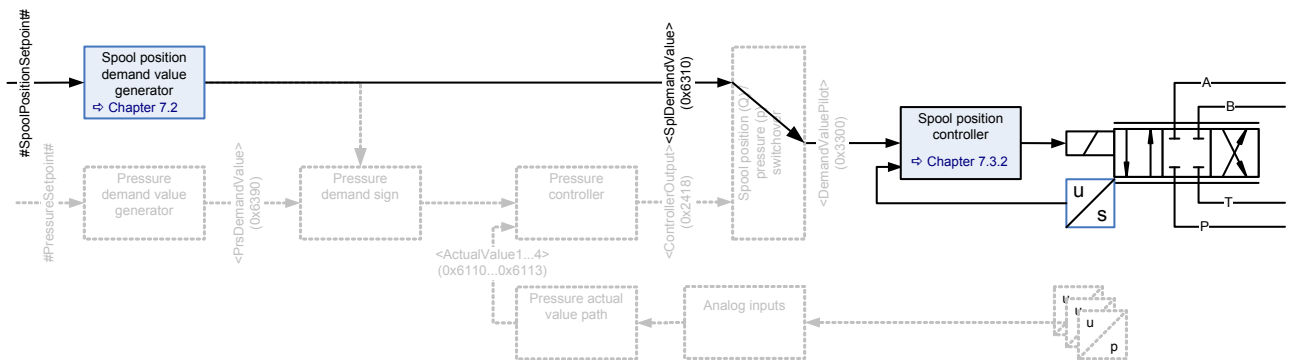 #SpoolPositionSetpoint#
Spool position
demand value
generator
⇨ Chapter 7.2
<SplDemandValue>
(0x6310)
Spool position (Q)/
pressure (p)
switchover
<DemandValuePilot>
(0x3300)
Spool position
controller
⇨ Chapter 7.3.2
A
B
T
P
u
s
#PressureSetpoint#
Pressure
demand value
generator
<PrsDemandValue>
(0x6390)
Pressure
demand sign
Pressure
controller
<ControllerOutput>
(0x2418)
<ActualValue1...4>
(0x6110...0x6113)
Pressure actual
value path
Analog inputs
u
u
u
p